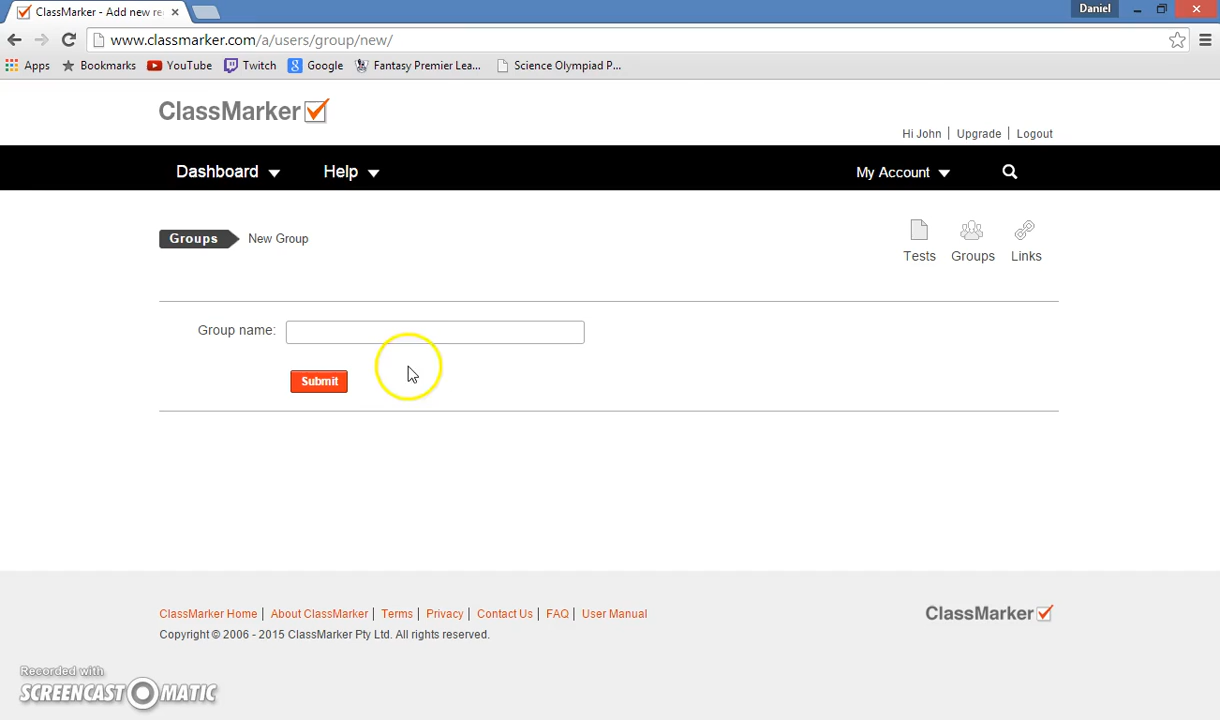 ClassMarker - Add new re
Daniel
www.classmarker.com/a/users/group/new/
Apps Bookmarks YouTube Twitch Google Fantasy Premier Lea... Science Olympiad P...
ClassMarker
Hi John | Upgrade | Logout
Dashboard Help My Account
Groups New Group
Tests Groups Links
Group name:
Submit
ClassMarker Home | About ClassMarker | Terms | Privacy | Contact Us | FAQ | User Manual
ClassMarker
Copyright © 2006 - 2015 ClassMarker Pty Ltd. All rights reserved.
Recorded with
SCREENCAST O MATIC